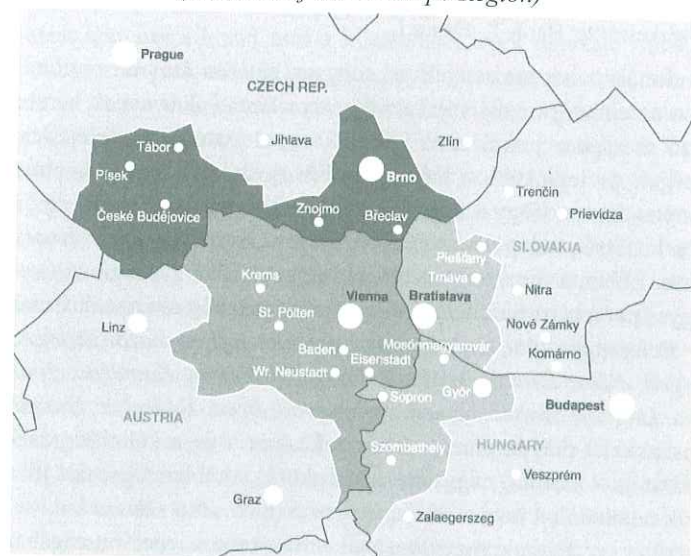 Prague
CZECH REP.
Tábor
Jihlava
Zlín
Písek
Brno
Trenčín
České Budějovice
Znojmo
Břeclav
Prievidza
Piešťany
SLOVAKIA
Krems
Trnava
Nitra
Vienna
Bratislava
Linz
St. Pölten
Nové Zámky
Baden
Mosonmagyaróvár
Eisenstadt
Komárno
Wr. Neustadt
Sopron
Győr
Budapest
AUSTRIA
Szombathely
HUNGARY
Veszprém
Graz
Zalaegerszeg